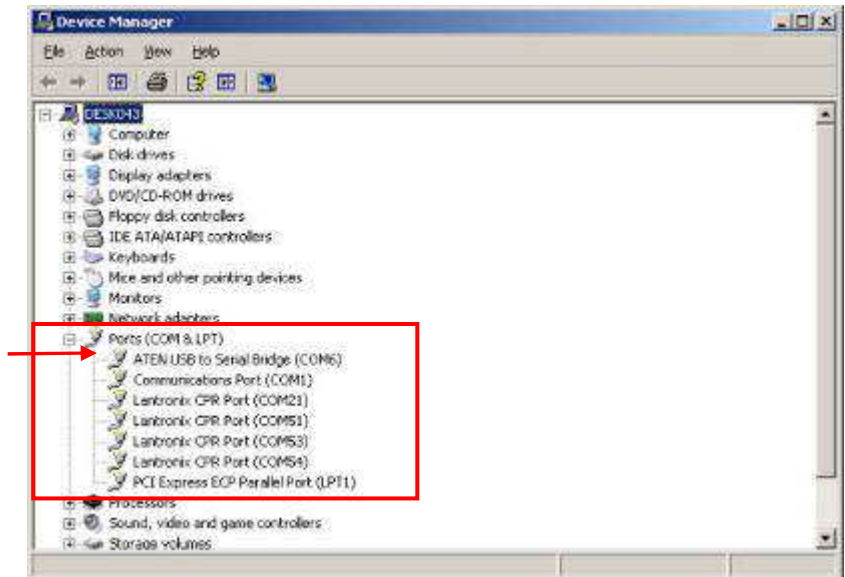 Device Manager
File Action View Help
DESK043
Computer
Disk drives
Display adapters
DVD/CD-ROM drives
Floppy disk controllers
IDE ATA/ATAPI controllers
Keyboards
Mice and other pointing devices
Monitors
Network adapters
Ports (COM & LPT)
ATEN USB to Serial Bridge (COM6)
Communications Port (COM1)
Lantronix CPR Port (COM21)
Lantronix CPR Port (COM51)
Lantronix CPR Port (COM53)
Lantronix CPR Port (COM54)
PCI Express ECP Parallel Port (LPT1)
Processors
Sound, video and game controllers
Storage volumes